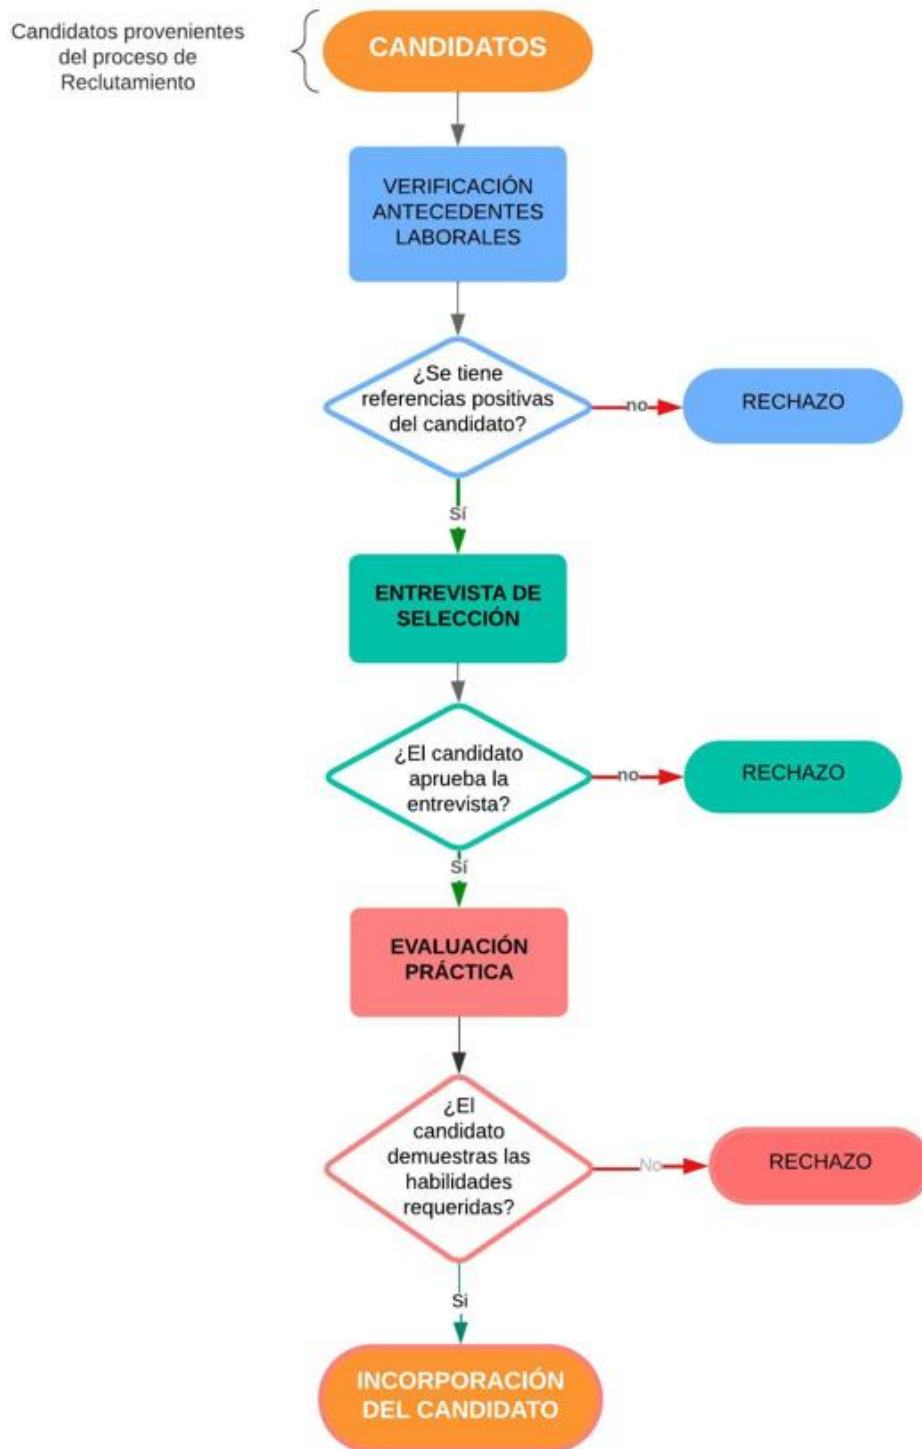 Candidatos provenientes
del proceso de
Reclutamiento
CANDIDATOS
VERIFICACIÓN
ANTECEDENTES
LABORALES
¿Se tiene
referencias positivas
del candidato?
no
RECHAZO
Sí
ENTREVISTA DE
SELECCIÓN
¿El candidato
aprueba la
entrevista?
no
RECHAZO
Sí
EVALUACIÓN
PRÁCTICA
¿El
candidato
demuestras las
habilidades
requeridas?
No
RECHAZO
Si
INCORPORACIÓN
DEL CANDIDATO